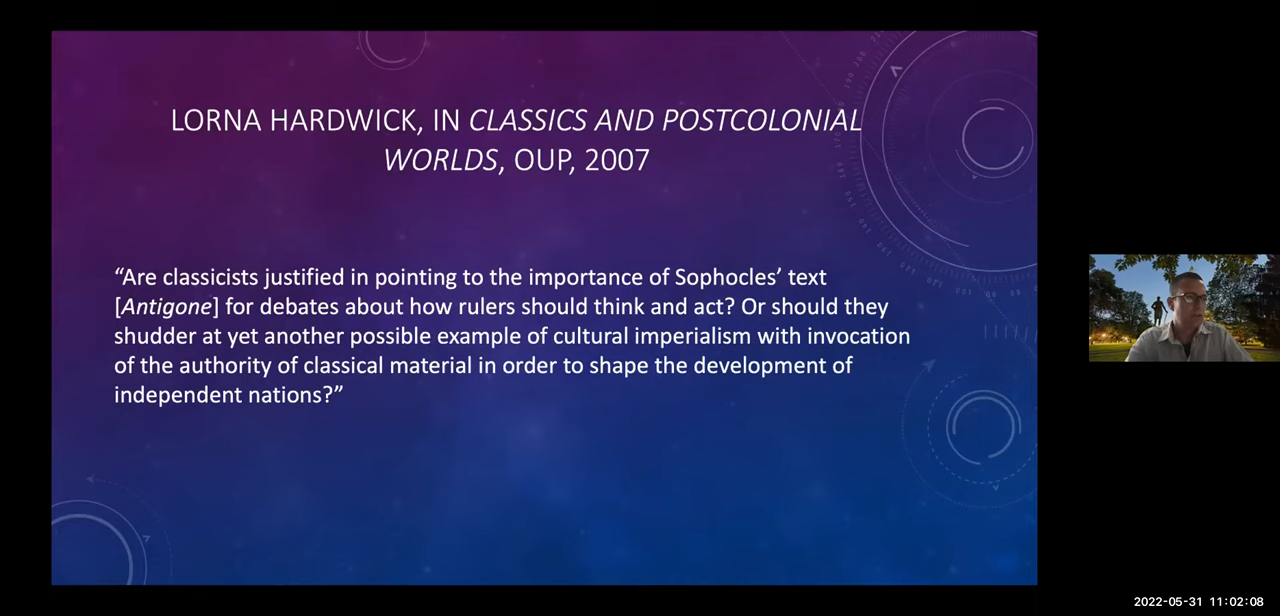 LORNA HARDWICK, IN CLASSICS AND POSTCOLONIAL
WORLDS, OUP, 2007
“Are classicists justified in pointing to the importance of Sophocles’ text
[Antigone] for debates about how rulers should think and act? Or should they
shudder at yet another possible example of cultural imperialism with invocation
of the authority of classical material in order to shape the development of
independent nations?”
2022-05-31 11:02:08